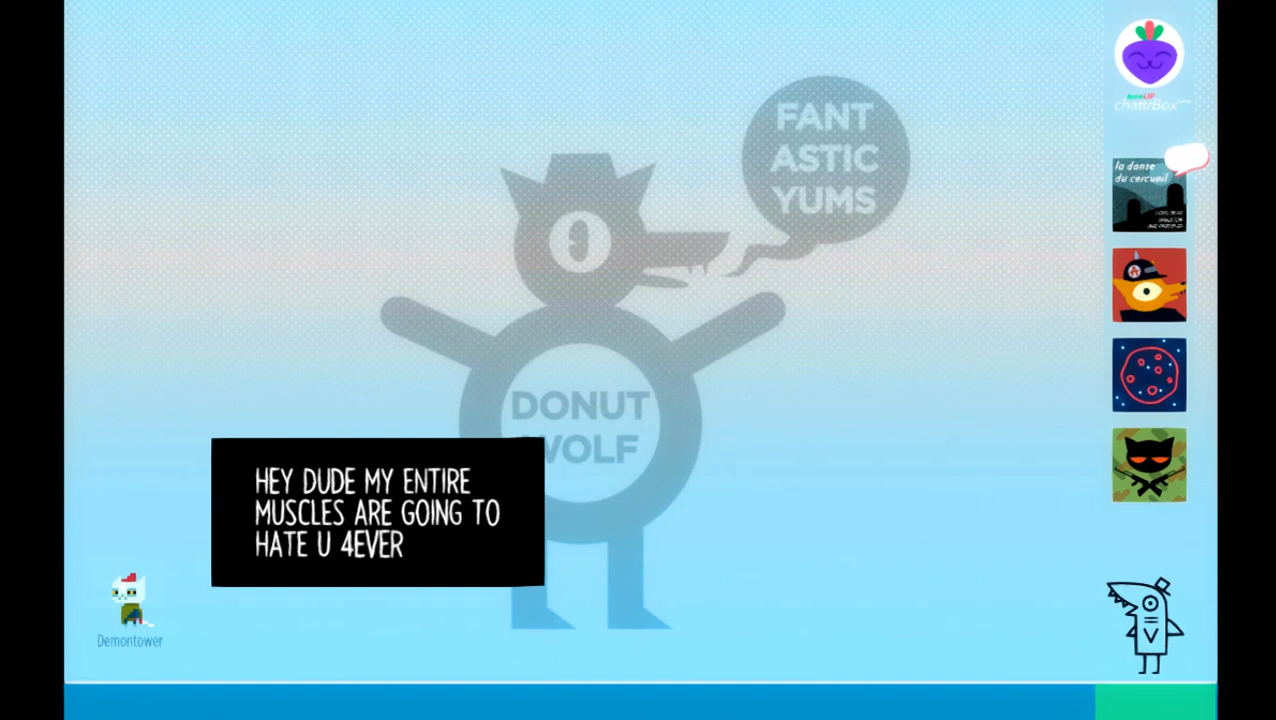 FANT
ASTIC
YUMS
chattrBox
la danse
du cercueil
DONUT
WOLF
HEY DUDE MY ENTIRE
MUSCLES ARE GOING TO
HATE U 4EVER
Demontower